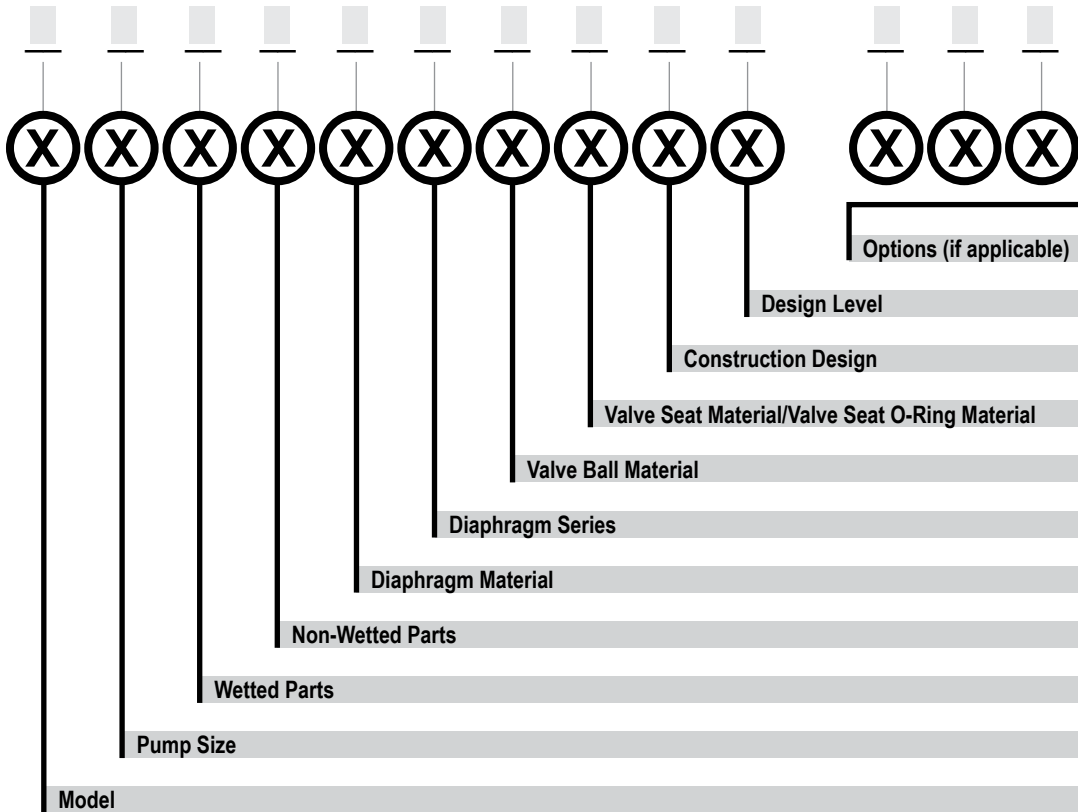 X X X X X X X X X X X X X
Options (if applicable)
Design Level
Construction Design
Valve Seat Material/Valve Seat O-Ring Material
Valve Ball Material
Diaphragm Series
Diaphragm Material
Non-Wetted Parts
Wetted Parts
Pump Size
Model